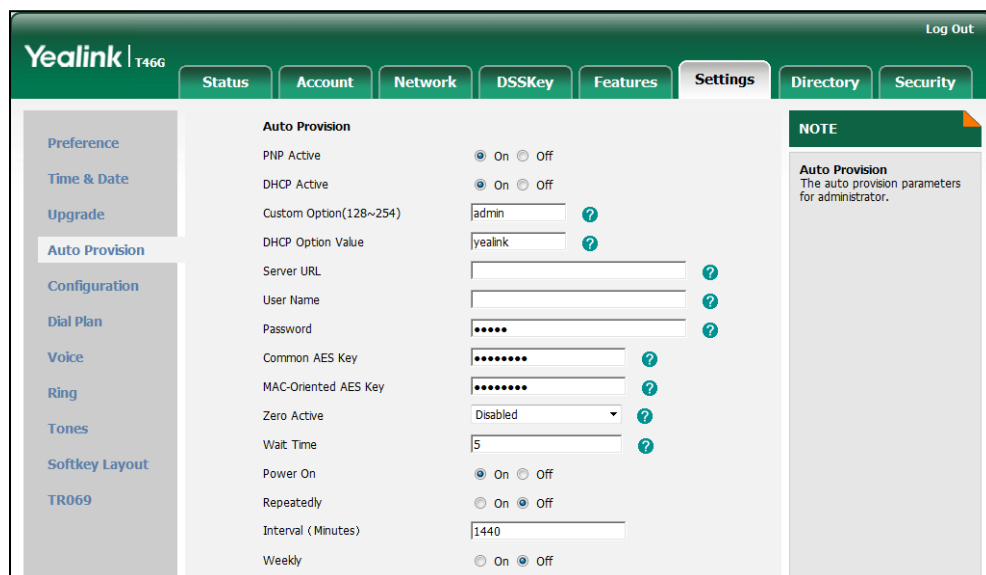 Log Out
Yealink T46G
Status Account Network DSSKey Features Settings Directory Security
Preference
Time & Date
Upgrade
Auto Provision
Configuration
Dial Plan
Voice
Ring
Tones
Softkey Layout
TR069
Auto Provision
PNP Active On Off
DHCP Active On Off
Custom Option(128~254) admin ?
DHCP Option Value yealink ?
Server URL ?
User Name ?
Password ••••• ?
Common AES Key •••••••• ?
MAC-Oriented AES Key •••••••• ?
Zero Active Disabled ?
Wait Time 5 ?
Power On On Off
Repeatedly On Off
Interval (Minutes) 1440
Weekly On Off
NOTE
Auto Provision
The auto provision parameters
for administrator.